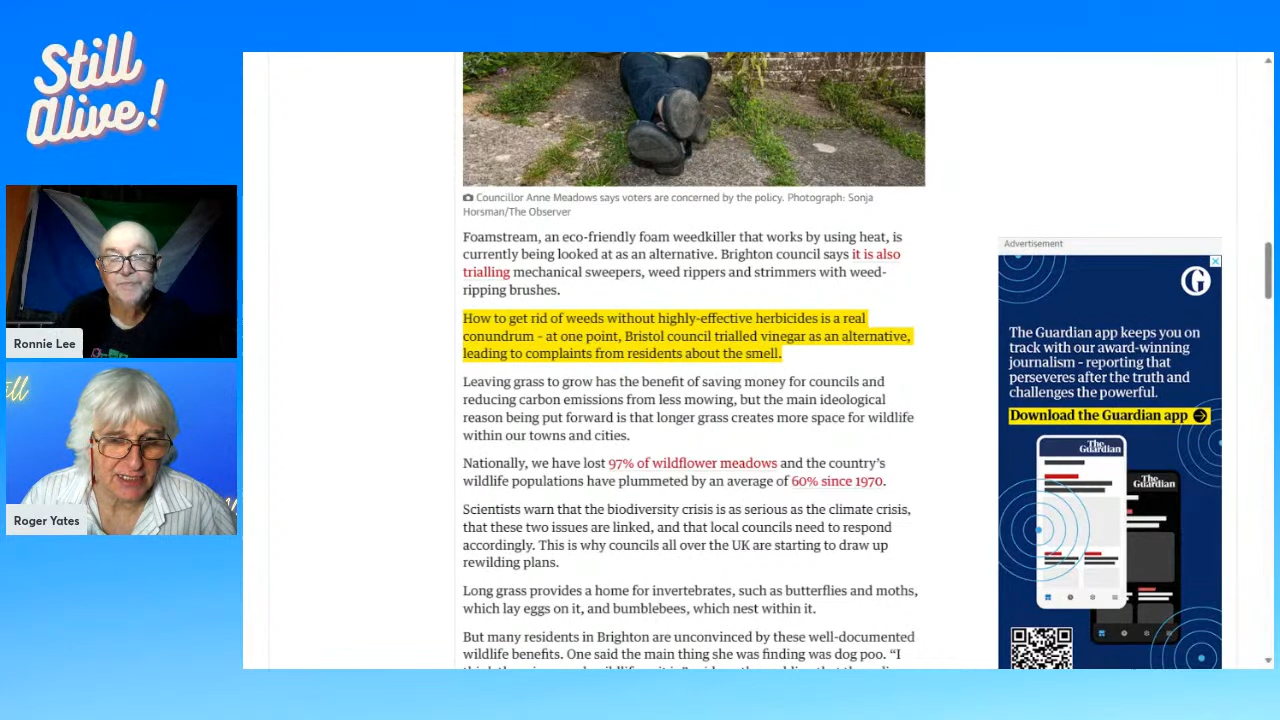 Still
Alive!
Ronnie Lee
Roger Yates
Councillor Anne Meadows says voters are concerned by the policy. Photograph: Sonja
Horsman/The Observer
Foamstream, an eco-friendly foam weedkiller that works by using heat, is
currently being looked at as an alternative. Brighton council says it is also
trialling mechanical sweepers, weed rippers and strimmers with weed-
ripping brushes.
How to get rid of weeds without highly-effective herbicides is a real
conundrum – at one point, Bristol council trialled vinegar as an alternative,
leading to complaints from residents about the smell.
Leaving grass to grow has the benefit of saving money for councils and
reducing carbon emissions from less mowing, but the main ideological
reason being put forward is that longer grass creates more space for wildlife
within our towns and cities.
Nationally, we have lost 97% of wildflower meadows and the country's
wildlife populations have plummeted by an average of 60% since 1970.
Scientists warn that the biodiversity crisis is as serious as the climate crisis,
that these two issues are linked, and that local councils need to respond
accordingly. This is why councils all over the UK are starting to draw up
rewilding plans.
Long grass provides a home for invertebrates, such as butterflies and moths,
which lay eggs on it, and bumblebees, which nest within it.
But many residents in Brighton are unconvinced by these well-documented
wildlife benefits. One said the main thing she was finding was dog poo. “I
Advertisement
The Guardian app keeps you on
track with our award-winning
journalism – reporting that
perseveres after the truth and
challenges the powerful.
Download the Guardian app
The
Guardian
The
Guardian